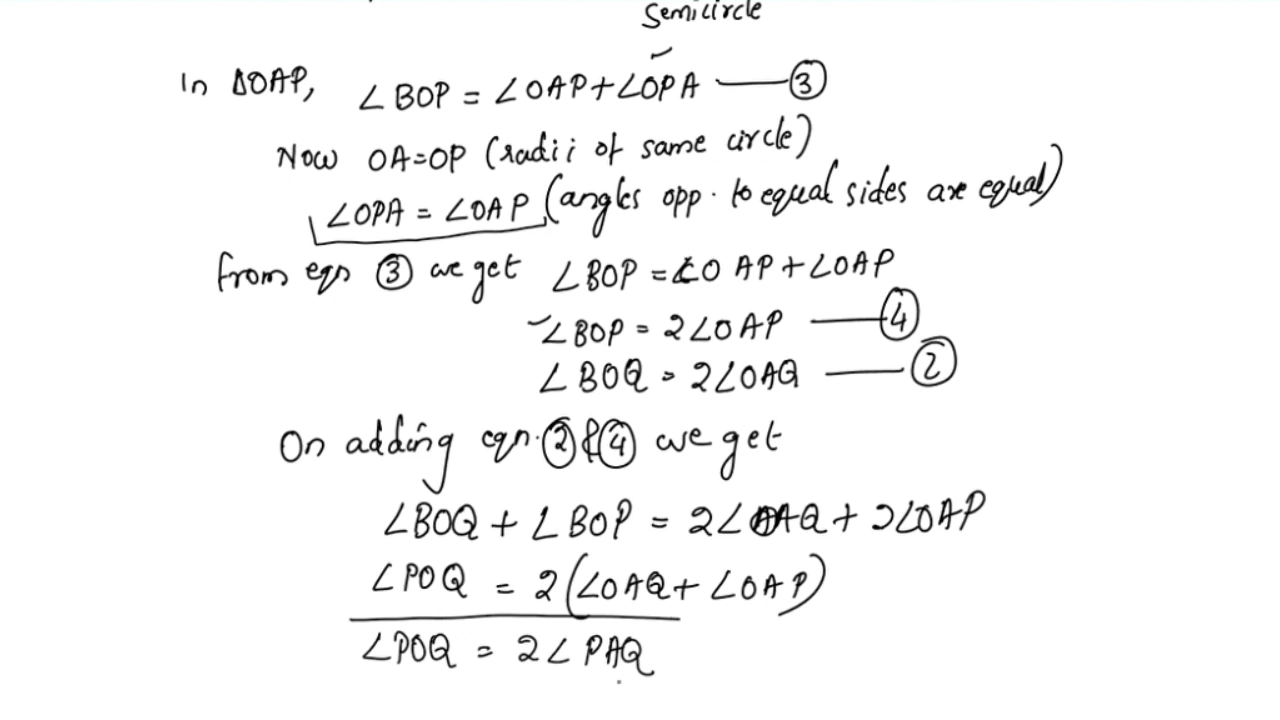 Semicircle
In ΔOAP, ∠BOP = ∠OAP + ∠OPA —— ③
Now OA=OP (radii of same circle)
∠OPA = ∠OAP (angles opp. to equal sides are equal)
from eqn ③ we get ∠BOP = ∠OAP + ∠OAP
∠BOP = 2∠OAP —— ④
∠BOQ = 2∠OAQ —— ②
On adding eqn. ② & ④ we get
∠BOQ + ∠BOP = 2∠OAQ + 2∠OAP
∠POQ = 2(∠OAQ + ∠OAP)
∠POQ = 2∠PAQ